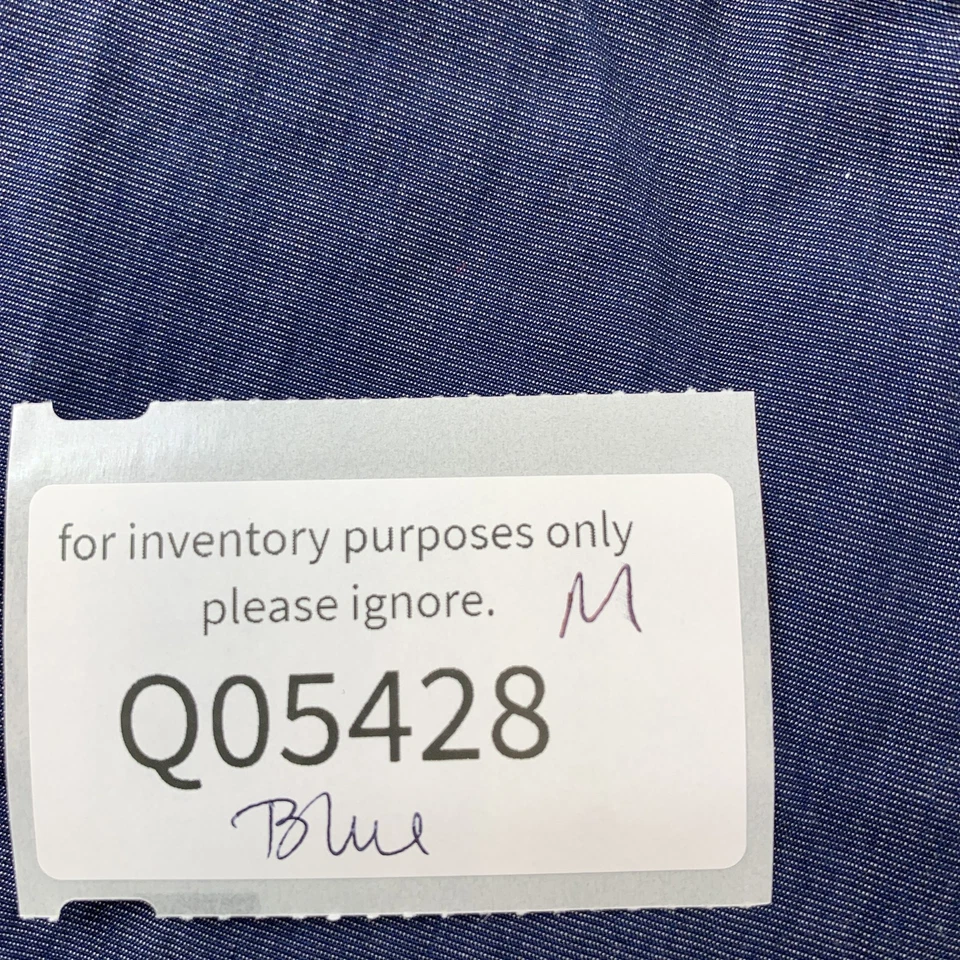 for inventory purposes only
please ignore. M
Q05428
Blue